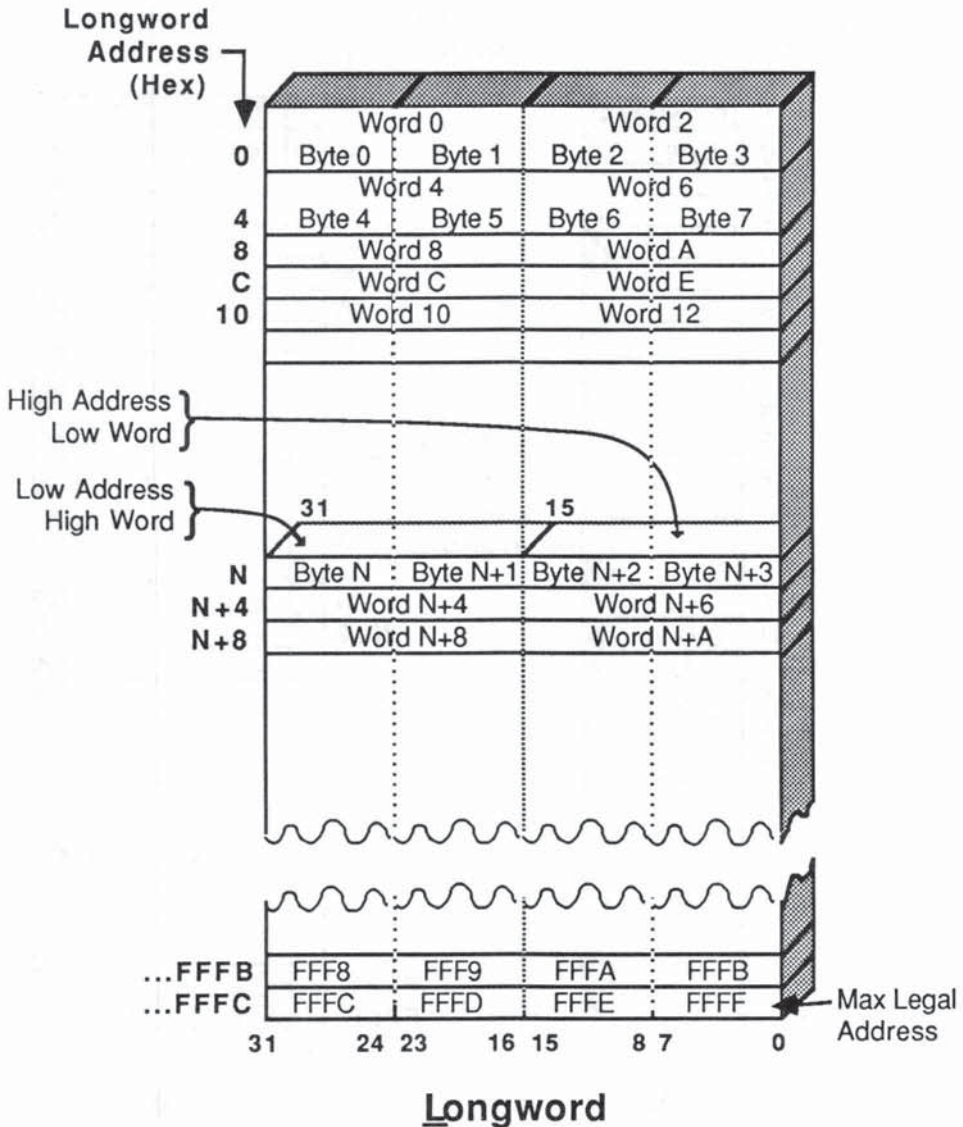 Longword
Address
(Hex)
Word 0 Word 2
0 Byte 0 Byte 1 Byte 2 Byte 3
Word 4 Word 6
4 Byte 4 Byte 5 Byte 6 Byte 7
8 Word 8 Word A
C Word C Word E
10 Word 10 Word 12
High Address
Low Word
Low Address
High Word
31 15
N Byte N Byte N+1 Byte N+2 Byte N+3
N+4 Word N+4 Word N+6
N+8 Word N+8 Word N+A
...FFFB FFF8 FFF9 FFFA FFFB
...FFFC FFFC FFFD FFFE FFFF
Max Legal
Address
31 24 23 16 15 8 7 0
Longword